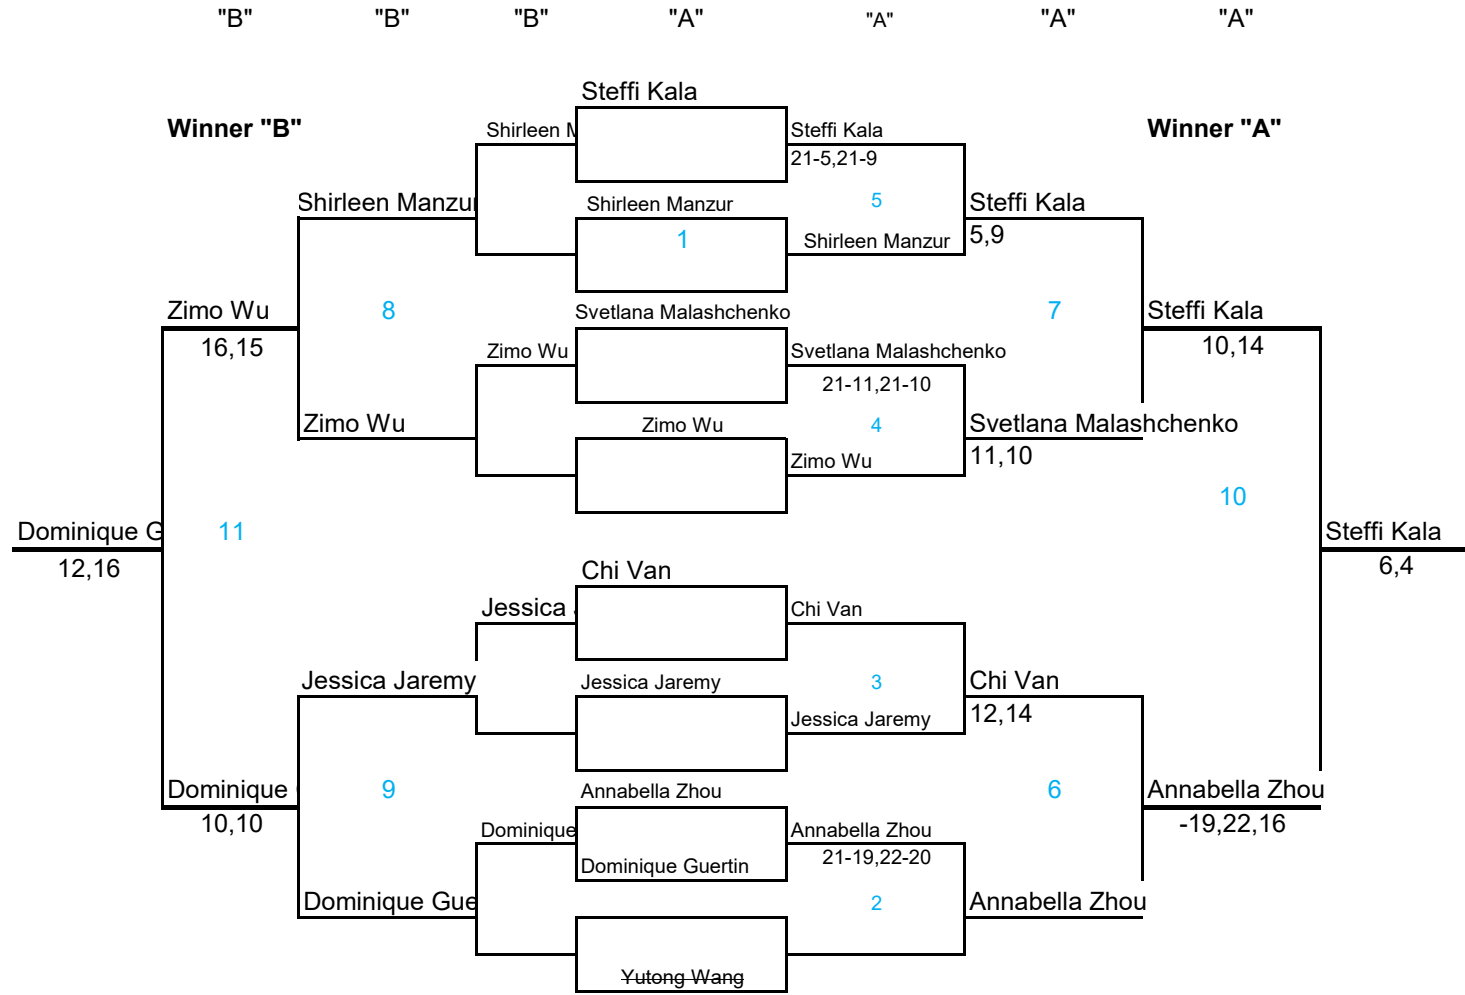 "B" "B" "B" "A" "A" "A" "A"
Steffi Kala
Winner "B" Shirleen M Steffi Kala Winner "A"
21-5,21-9
Shirleen Manzur Shirleen Manzur 5 Steffi Kala
1 Shirleen Manzur 5,9
Zimo Wu 8 Svetlana Malashchenko 7 Steffi Kala
16,15 Zimo Wu Svetlana Malashchenko 10,14
21-11,21-10
Zimo Wu Zimo Wu 4 Svetlana Malashchenko
Zimo Wu 11,10
10
Dominique G 11 Steffi Kala
12,16 Chi Van 6,4
Jessica J Chi Van
Jessica Jaremy Jessica Jaremy 3 Chi Van
Jessica Jaremy 12,14
Dominique 9 Annabella Zhou 6 Annabella Zhou
10,10 Dominique Annabella Zhou -19,22,16
Dominique Guertin 21-19,22-20
Dominique Gue 2 Annabella Zhou
Yutong Wang